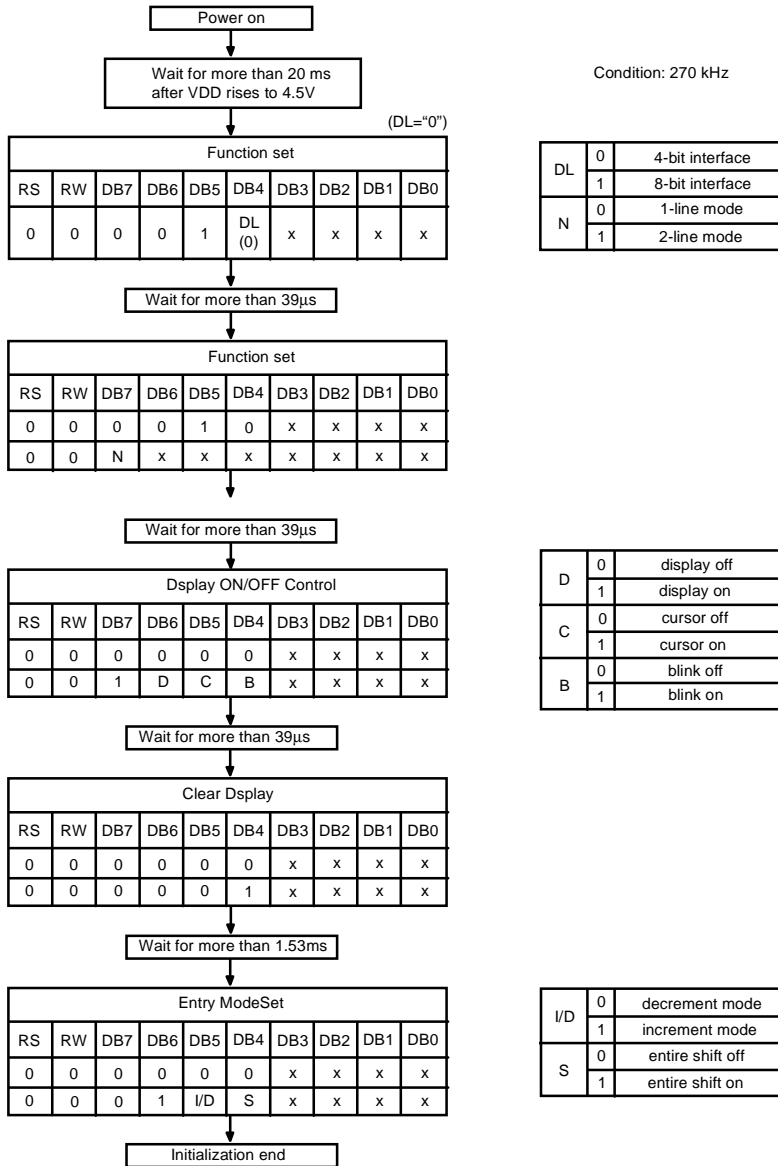 Power on
Wait for more than 20 ms
after VDD rises to 4.5V
Condition: 270 kHz
(DL=“0”)
Function set
RS RW DB7 DB6 DB5 DB4 DB3 DB2 DB1 DB0
0 0 0 0 1 DL (0) x x x x
DL 0 4-bit interface
1 8-bit interface
N 0 1-line mode
1 2-line mode
Wait for more than 39μs
Function set
RS RW DB7 DB6 DB5 DB4 DB3 DB2 DB1 DB0
0 0 0 0 1 0 x x x x
0 0 N x x x x x x x
Wait for more than 39μs
Dsplay ON/OFF Control
RS RW DB7 DB6 DB5 DB4 DB3 DB2 DB1 DB0
0 0 0 0 0 0 x x x x
0 0 1 D C B x x x x
D 0 display off
1 display on
C 0 cursor off
1 cursor on
B 0 blink off
1 blink on
Wait for more than 39μs
Clear Dsplay
RS RW DB7 DB6 DB5 DB4 DB3 DB2 DB1 DB0
0 0 0 0 0 0 x x x x
0 0 0 0 0 1 x x x x
Wait for more than 1.53ms
Entry ModeSet
RS RW DB7 DB6 DB5 DB4 DB3 DB2 DB1 DB0
0 0 0 0 0 0 x x x x
0 0 0 1 I/D S x x x x
I/D 0 decrement mode
1 increment mode
S 0 entire shift off
1 entire shift on
Initialization end